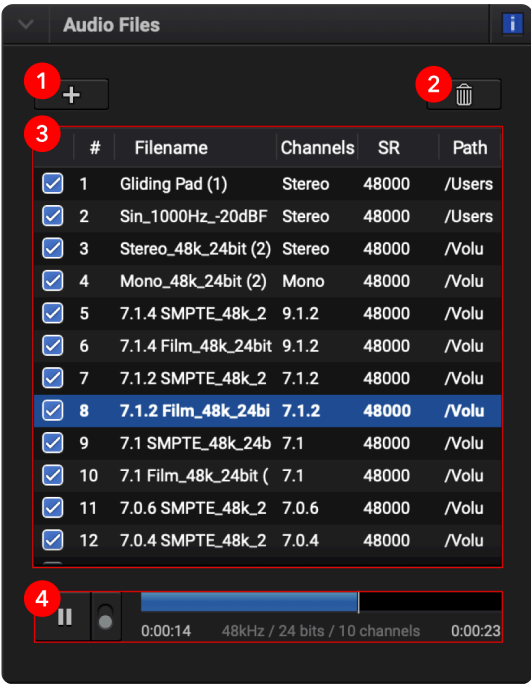 Audio Files i
1 + 2
3 # Filename Channels SR Path
1 Gliding Pad (1) Stereo 48000 /Users
2 Sin_1000Hz_-20dBF Stereo 48000 /Users
3 Stereo_48k_24bit (2) Stereo 48000 /Volu
4 Mono_48k_24bit (2) Mono 48000 /Volu
5 7.1.4 SMPTE_48k_2 9.1.2 48000 /Volu
6 7.1.4 Film_48k_24bit 9.1.2 48000 /Volu
7 7.1.2 SMPTE_48k_2 7.1.2 48000 /Volu
8 7.1.2 Film_48k_24bi 7.1.2 48000 /Volu
9 7.1 SMPTE_48k_24b 7.1 48000 /Volu
10 7.1 Film_48k_24bit ( 7.1 48000 /Volu
11 7.0.6 SMPTE_48k_2 7.0.6 48000 /Volu
12 7.0.4 SMPTE_48k_2 7.0.4 48000 /Volu
4
0:00:14 48kHz / 24 bits / 10 channels 0:00:23